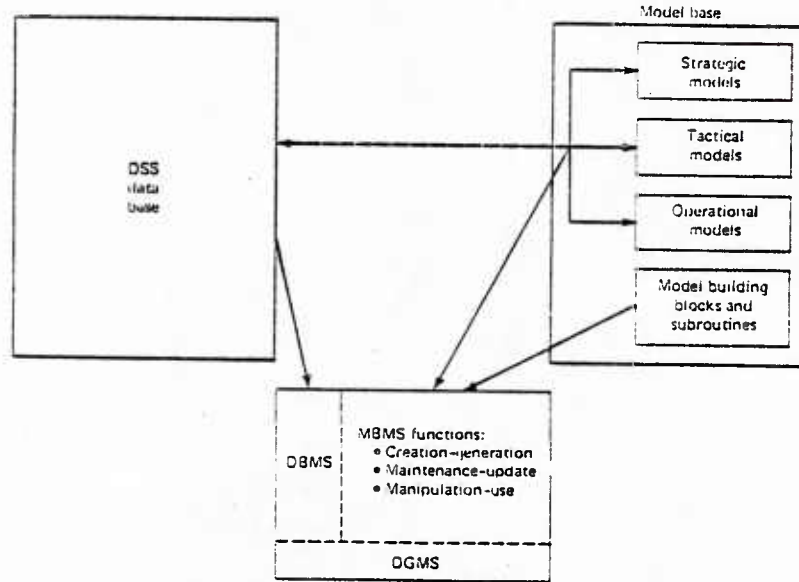 Model base
Strategic
models
DSS
data
base
Tactical
models
Operational
models
Model building
blocks and
subroutines
DBMS
MBMS functions:
• Creation-generation
• Maintenance-update
• Manipulation-use
DGMS